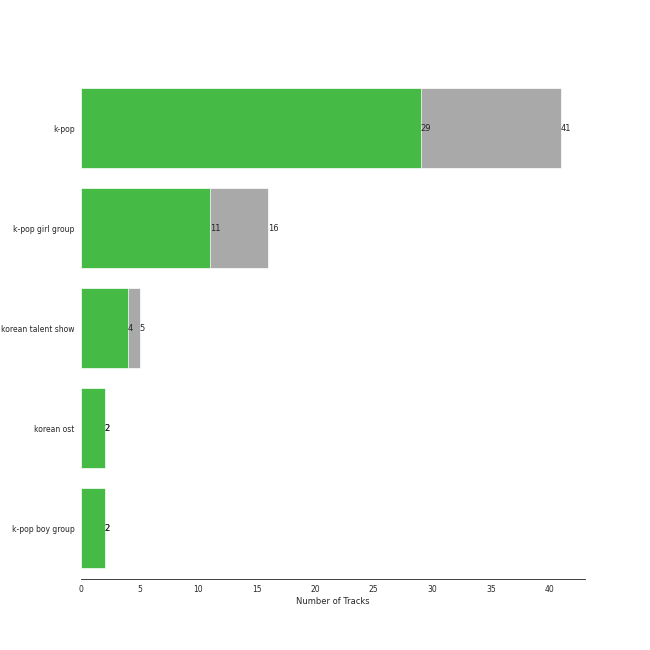 k-pop 29 41
k-pop girl group 11 16
korean talent show 4 5
korean ost 2
k-pop boy group 2
0 5 10 15 20 25 30 35 40
Number of Tracks